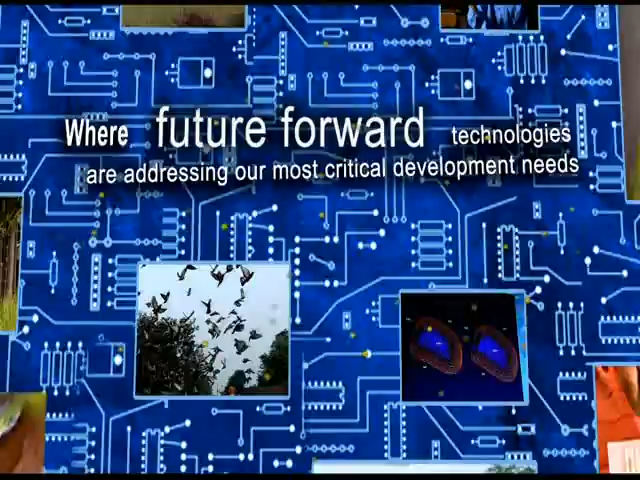 Where future forward technologies
are addressing our most critical development needs